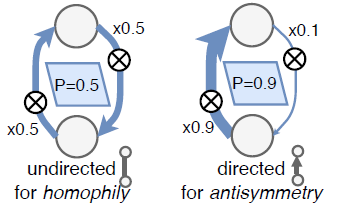 x0.5
P=0.5
x0.5
undirected
for homophily
x0.1
P=0.9
x0.9
directed
for antisymmetry